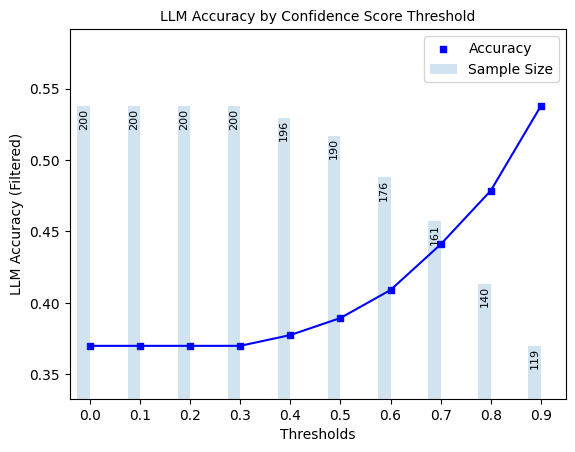 LLM Accuracy by Confidence Score Threshold
Accuracy
Sample Size
LLM Accuracy (Filtered)
0.55
0.50
0.45
0.40
0.35
200
200
200
200
196
190
176
161
140
119
0.0 0.1 0.2 0.3 0.4 0.5 0.6 0.7 0.8 0.9
Thresholds